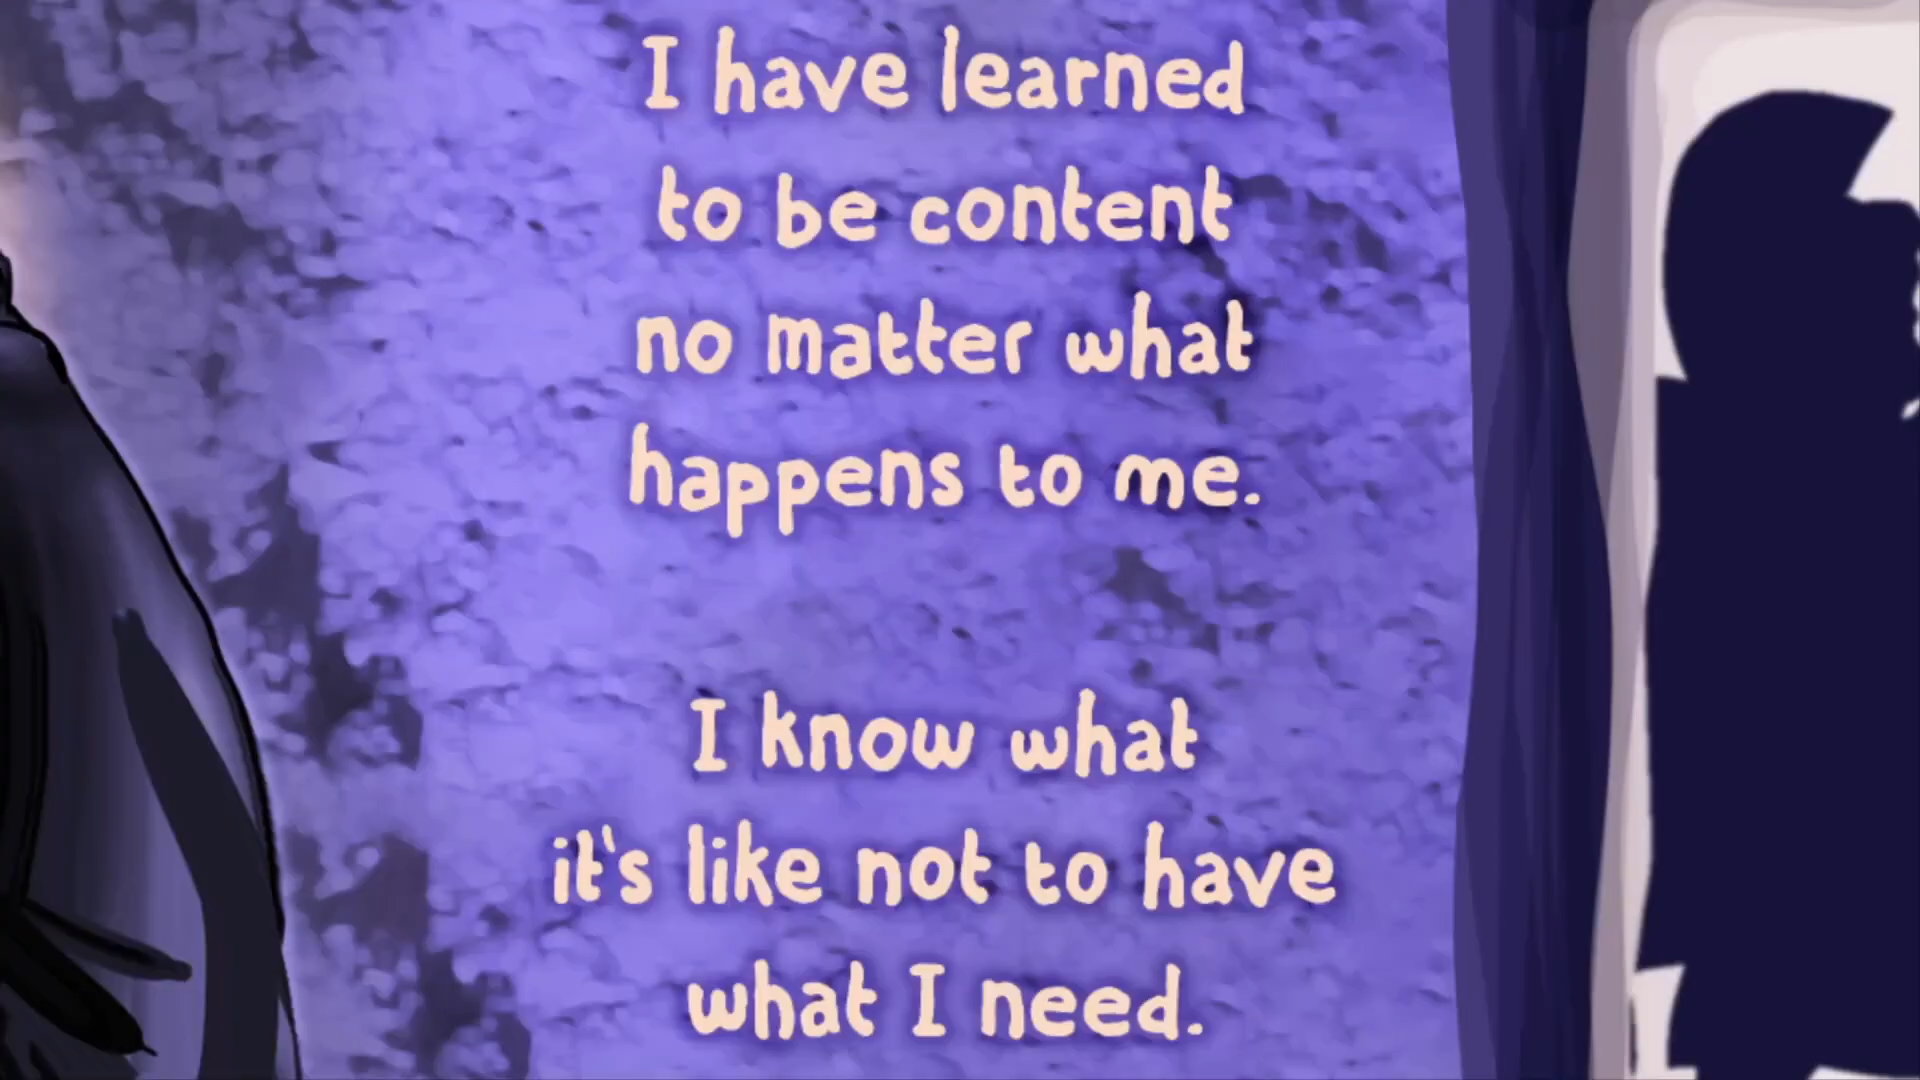 I have learned
to be content
no matter what
happens to me.
I know what
it's like not to have
what I need.